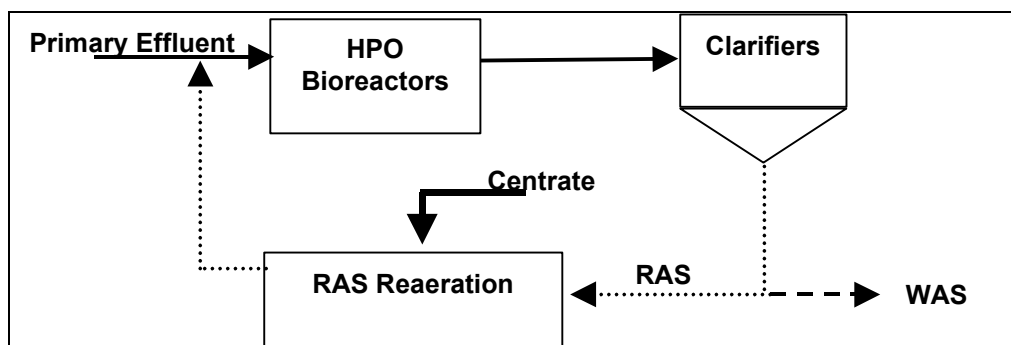 Primary Effluent
HPO
Bioreactors
Clarifiers
Centrate
RAS Reaeration
RAS
WAS